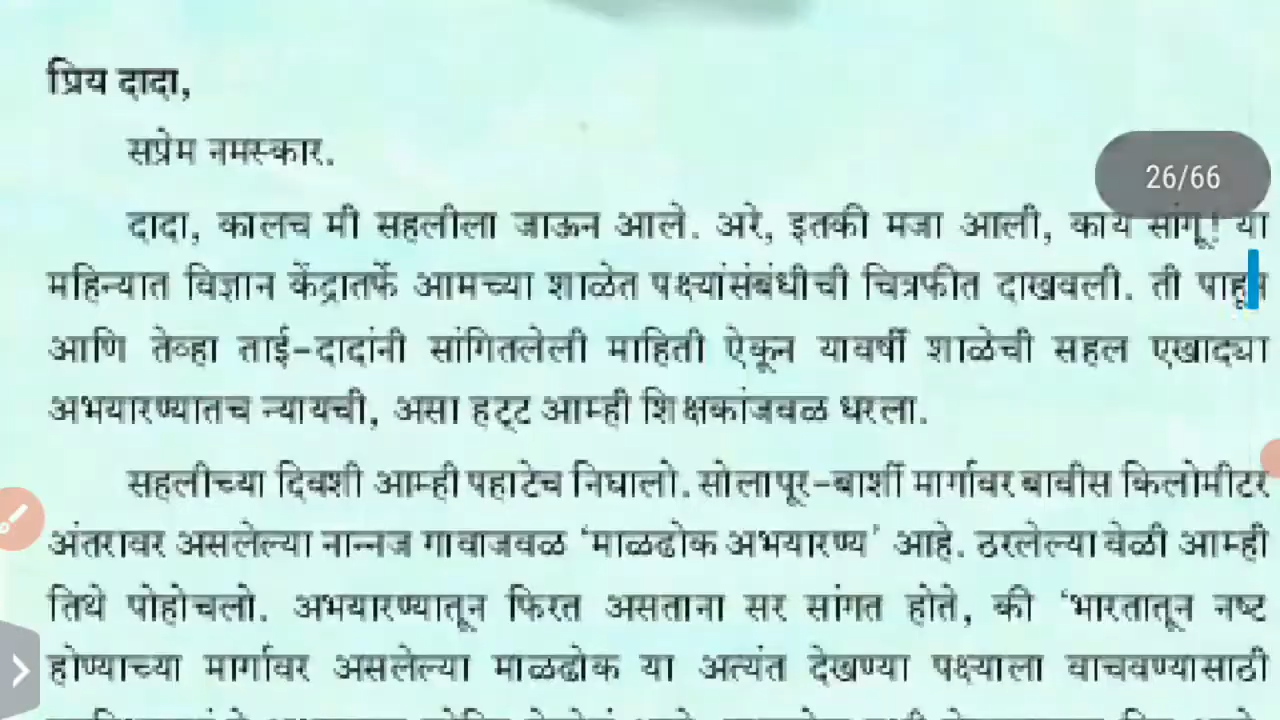 प्रिय दादा,
सप्रेम नमस्कार.
26/66
दादा, कालच मी सहलीला जाऊन आले. अरे, इतकी मजा आली, काय सांगू! या
महिन्यात विज्ञान केंद्रातर्फे आमच्या शाळेत पक्ष्यांसंबंधीची चित्रफीत दाखवली. ती पाहून
आणि तेव्हा ताई-दादांनी सांगितलेली माहिती ऐकून यावर्षी शाळेची सहल एखाद्या
अभयारण्यातच न्यायची, असा हट्ट आम्ही शिक्षकांजवळ धरला.
सहलीच्या दिवशी आम्ही पहाटेच निघालो. सोलापूर-बार्शी मार्गावर बावीस किलोमीटर
अंतरावर असलेल्या नान्नज गावाजवळ ‘माळढोक अभयारण्य’ आहे. ठरलेल्या वेळी आम्ही
तिथे पोहोचलो. अभयारण्यातून फिरत असताना सर सांगत होते, की ‘भारतातून नष्ट
होण्याच्या मार्गावर असलेल्या माळढोक या अत्यंत देखण्या पक्ष्याला वाचवण्यासाठी